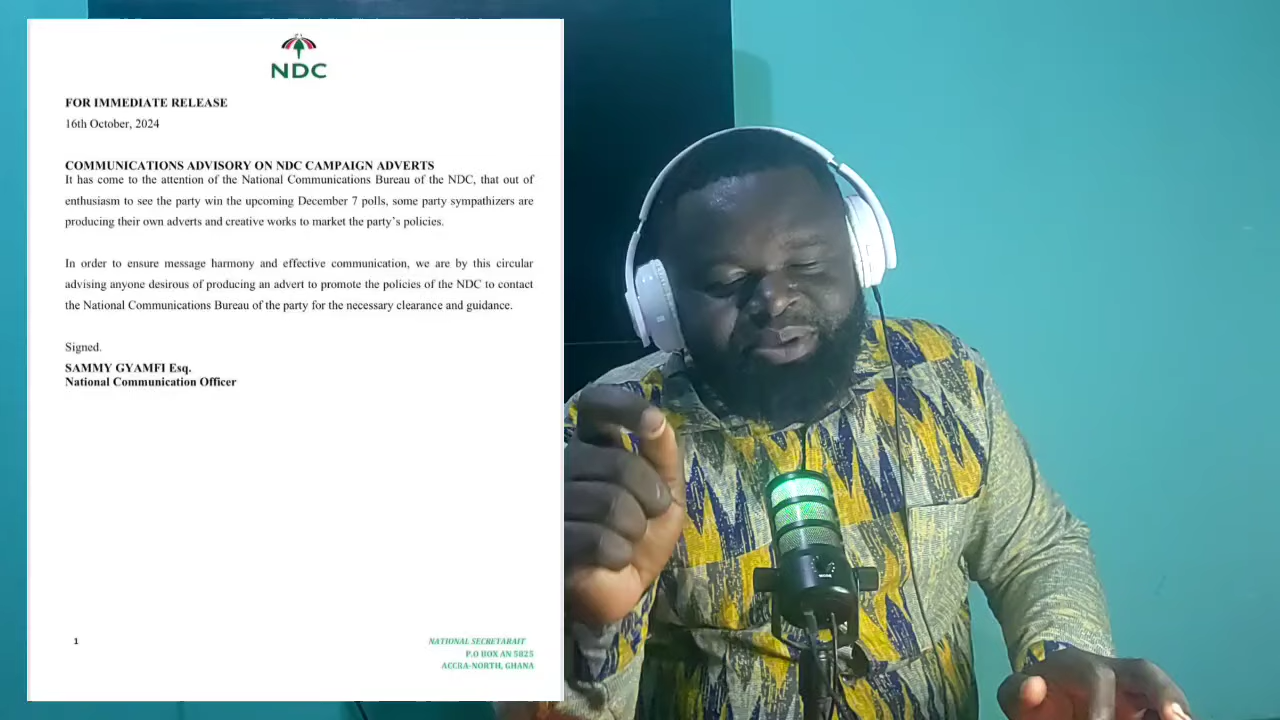 NDC
FOR IMMEDIATE RELEASE
16th October, 2024
COMMUNICATIONS ADVISORY ON NDC CAMPAIGN ADVERTS
It has come to the attention of the National Communications Bureau of the NDC, that out of
enthusiasm to see the party win the upcoming December 7 polls, some party sympathizers are
producing their own adverts and creative works to market the party's policies.
In order to ensure message harmony and effective communication, we are by this circular
advising anyone desirous of producing an advert to promote the policies of the NDC to contact
the National Communications Bureau of the party for the necessary clearance and guidance.
Signed.
SAMMY GYAMFI Esq.
National Communication Officer
1
NATIONAL SECRETARAIT
P.O BOX AN 5825
ACCRA-NORTH, GHANA